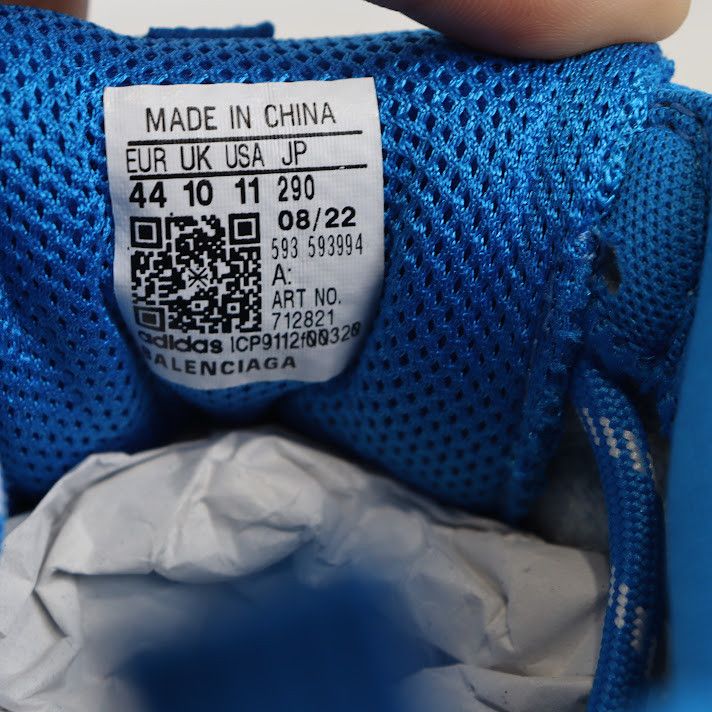 MADE IN CHINA
EUR UK USA JP
44 10 11 290
08/22
593 593994
A:
ART NO.
712821
adidas ICP9112f00320
BALENCIAGA